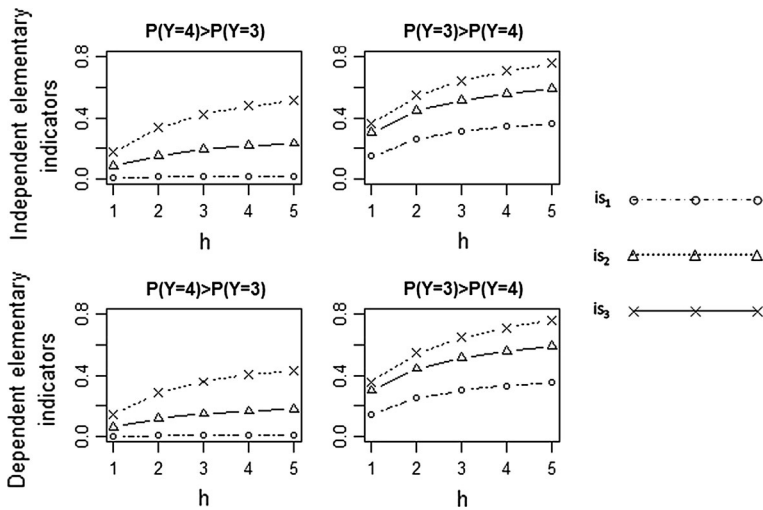 P(Y=4)>P(Y=3)
P(Y=3)>P(Y=4)
Independent elementary
indicators
0.8
0.4
0.0
1 2 3 4 5
h
0.8
0.4
0.0
1 2 3 4 5
h
is1
is2
is3
P(Y=4)>P(Y=3)
P(Y=3)>P(Y=4)
Dependent elementary
indicators
0.8
0.4
0.0
1 2 3 4 5
h
0.8
0.4
0.0
1 2 3 4 5
h